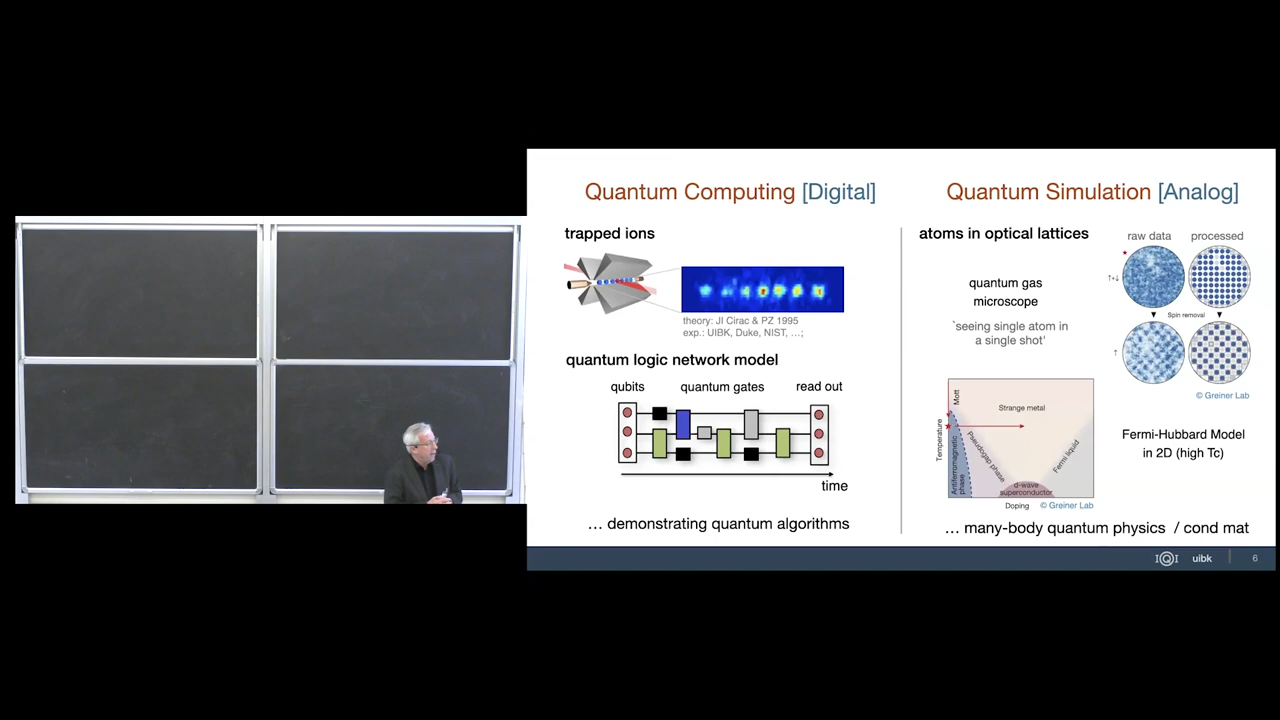 Quantum Computing [Digital]
trapped ions
theory: JI Cirac & PZ 1995
exp.: UIBK, Duke, NIST, …;
quantum logic network model
qubits
quantum gates
read out
time
… demonstrating quantum algorithms
Quantum Simulation [Analog]
atoms in optical lattices
raw data
processed
quantum gas
microscope
`seeing single atom in
a single shot'
↑+↓
Spin removal
↑
© Greiner Lab
Temperature
Mott
Strange metal
Antiferromagnetic
phase
Pseudogap phase
Fermi liquid
d-wave
superconductor
Doping
© Greiner Lab
Fermi-Hubbard Model
in 2D (high Tc)
… many-body quantum physics / cond mat
IQI
uibk
6